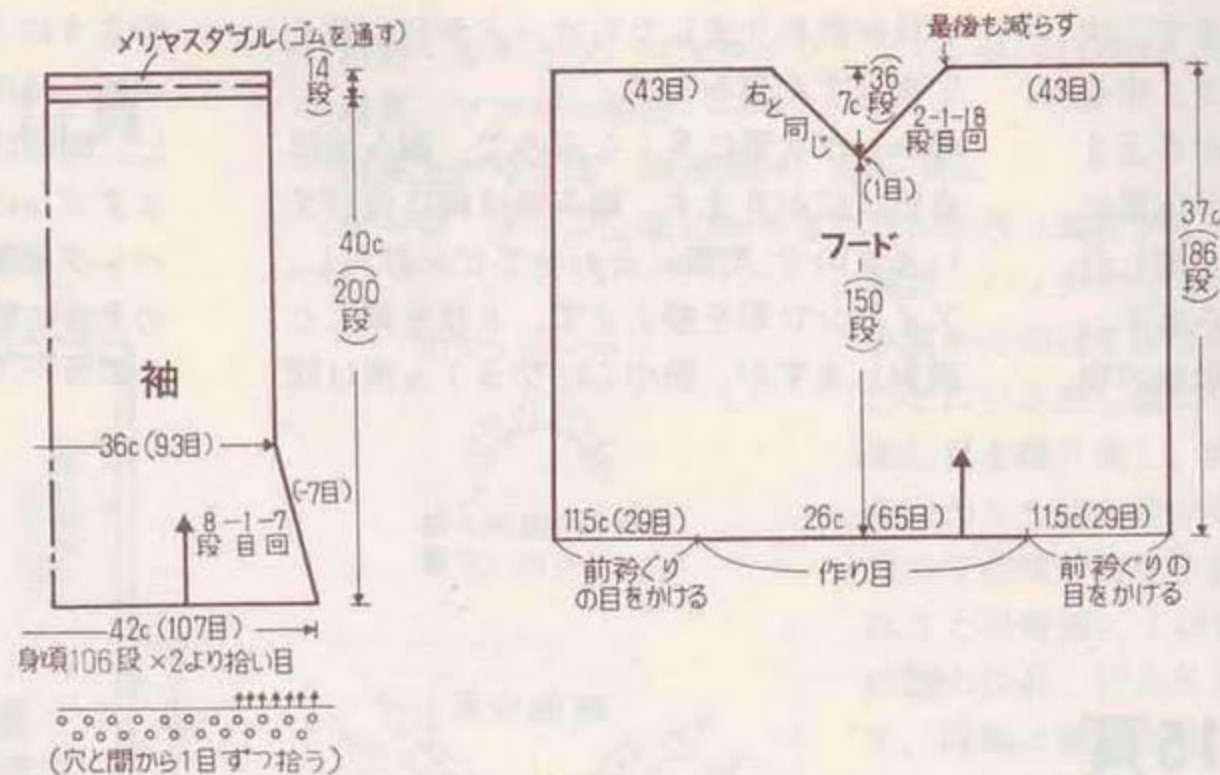 メリヤスダブル(ゴムを通す)
(14段)
40c
(200段)
袖
36c(93目)
(-7目)
8-1-7
段目回
42c(107目)
身頃106段×2より拾い目
(穴と間から1目ずつ拾う)
最後も減らす
(43目)
右と同じ
7c
(36段)
2-1-18
段目回
(43目)
(1目)
フード
(150段)
37c
(186段)
11.5c(29目)
26c (65目)
11.5c(29目)
前衿ぐり
の目をかける
作り目
前衿ぐりの
目をかける